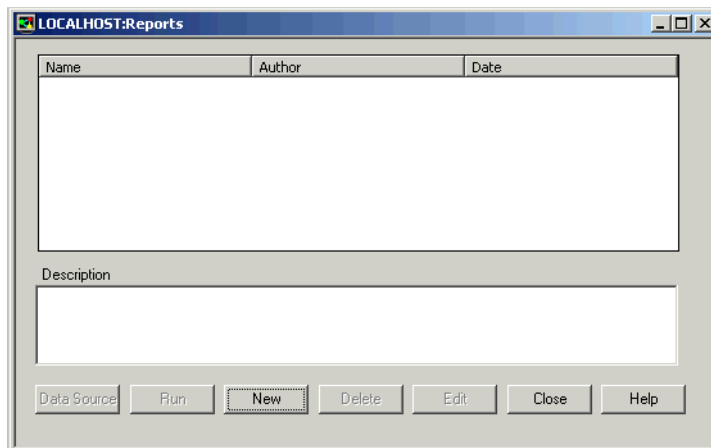 LOCALHOST:Reports
Name Author Date
Description
Data Source Run New Delete Edit Close Help